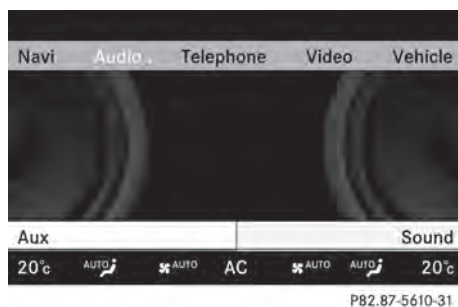 Navi Audio Telephone Video Vehicle
Aux Sound
20°c AUTO AUTO AC AUTO AUTO 20°c
P82.87-5610-31